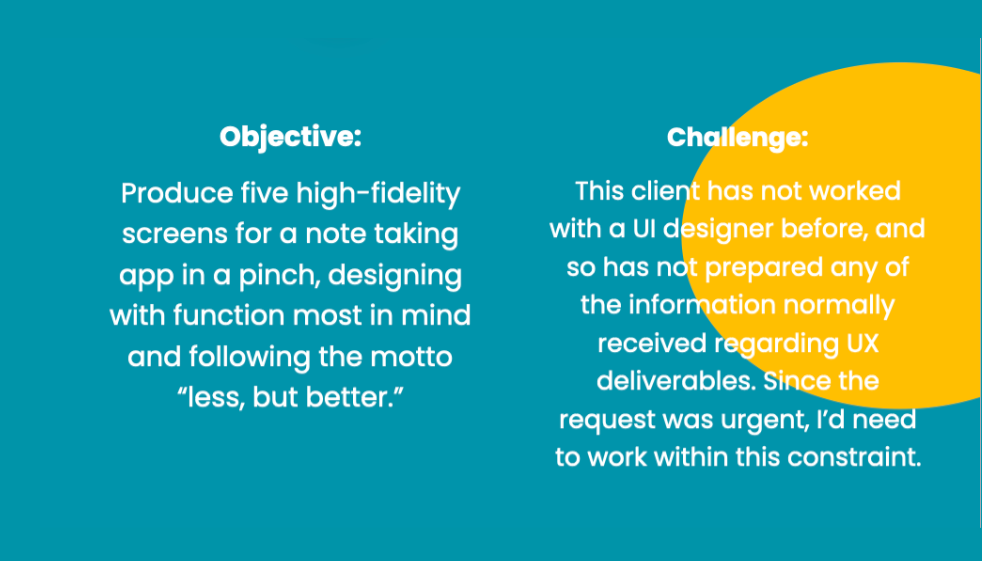 Objective:
Produce five high-fidelity
screens for a note taking
app in a pinch, designing
with function most in mind
and following the motto
“less, but better.”
Challenge:
This client has not worked
with a UI designer before, and
so has not prepared any of
the information normally
received regarding UX
deliverables. Since the
request was urgent, I’d need
to work within this constraint.